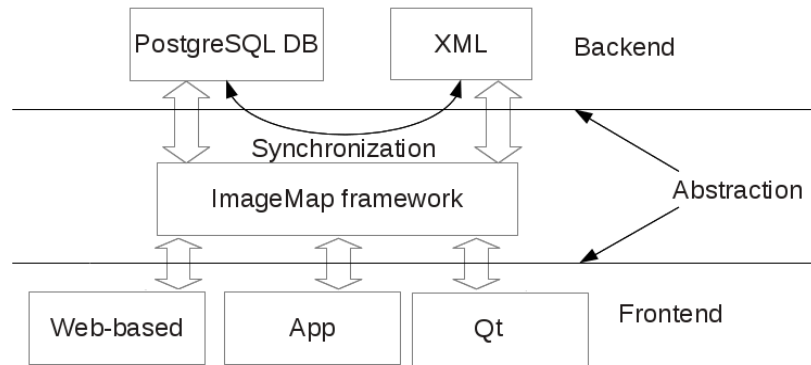 PostgreSQL DB
XML
Backend
Synchronization
ImageMap framework
Abstraction
Web-based
App
Qt
Frontend